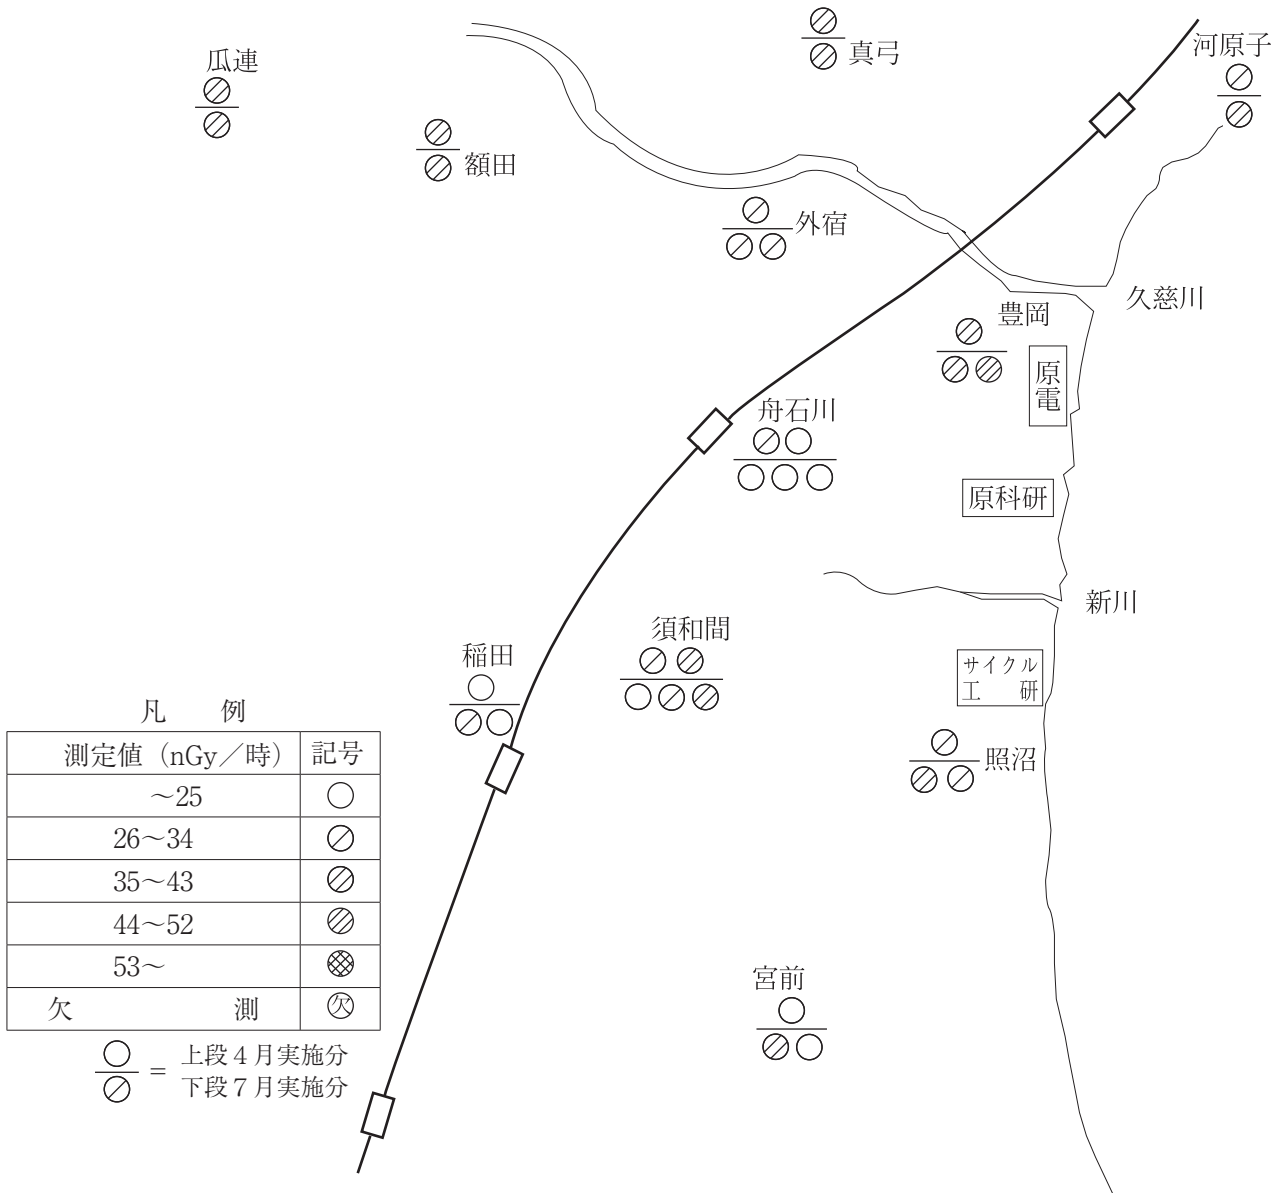 真弓
河原子
瓜連
額田
外宿
久慈川
豊岡
原電
舟石川
原科研
新川
須和間
稲田
サイクル
工　研
照沼
凡　例
測定値（nGy／時） 記号
～25
26～34
35～43
44～52
53～
欠　測 欠
＝ 上段4月実施分
下段7月実施分
宮前